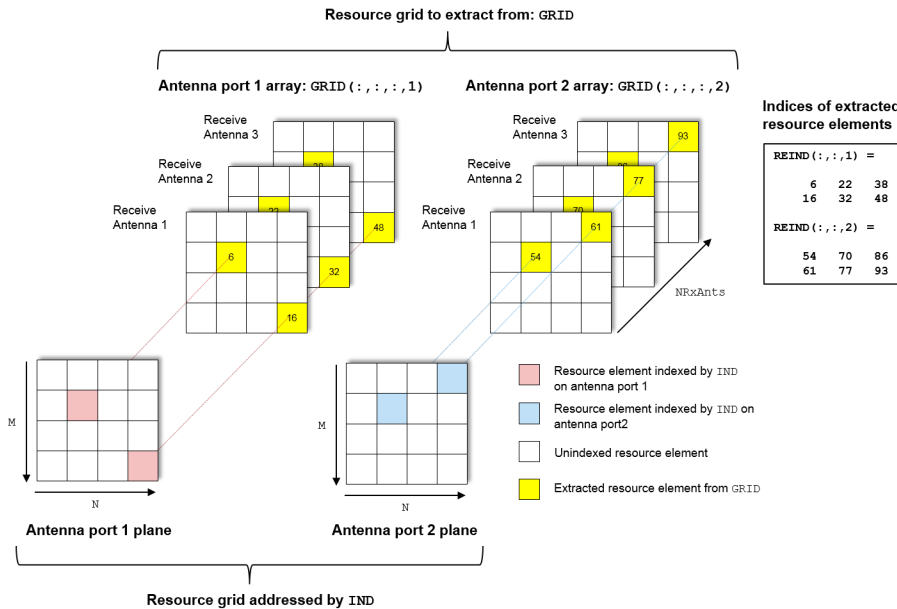 Resource grid to extract from: GRID
Antenna port 1 array: GRID(:,:,:,1)
Antenna port 2 array: GRID(:,:,:,2)
Receive
Antenna 3
Receive
Antenna 2
Receive
Antenna 1
48
32
6
16
Receive
Antenna 3
Receive
Antenna 2
Receive
Antenna 1
93
77
61
54
NRxAnts
Indices of extracted
resource elements
REIND(:,:,1) =
6 22 38
16 32 48
REIND(:,:,2) =
54 70 86
61 77 93
M
N
Antenna port 1 plane
M
N
Antenna port 2 plane
Resource element indexed by IND
on antenna port 1
Resource element indexed by IND on
antenna port2
Unindexed resource element
Extracted resource element from GRID
Resource grid addressed by IND